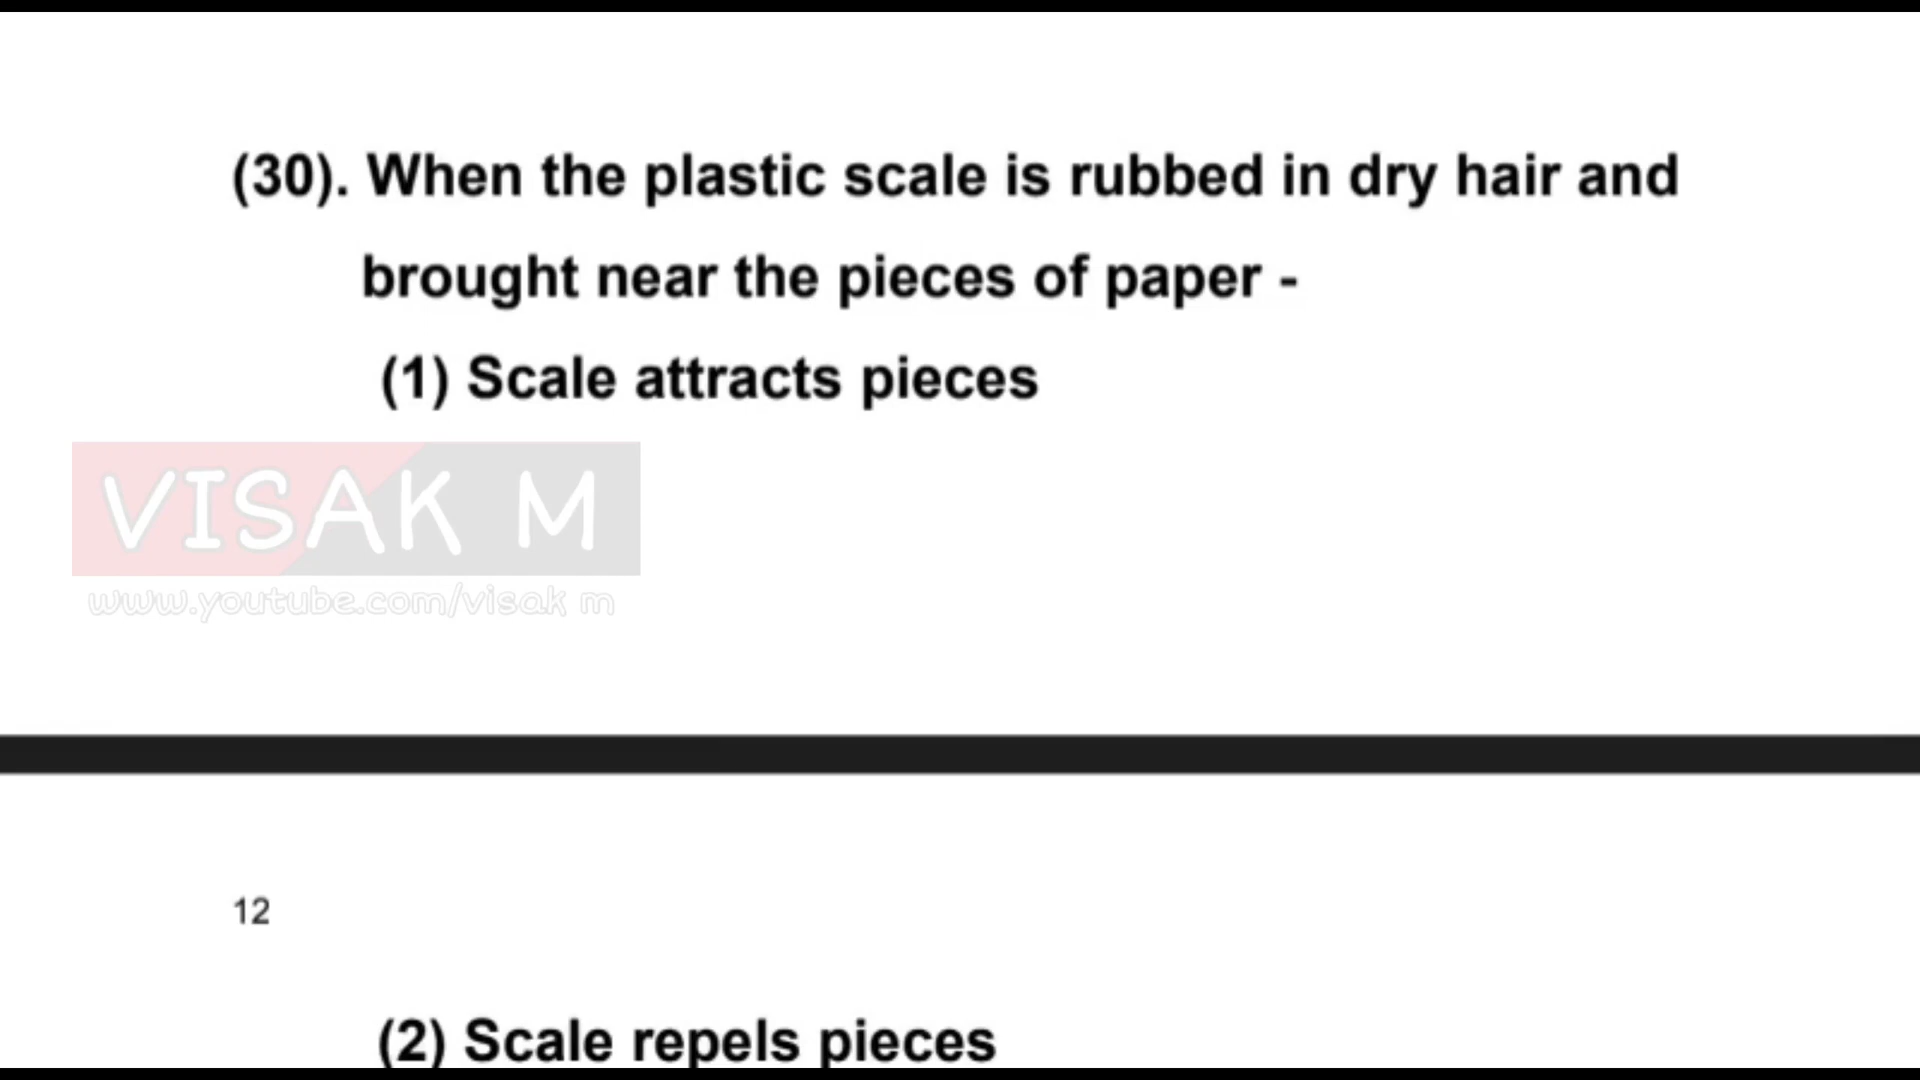 (30). When the plastic scale is rubbed in dry hair and
brought near the pieces of paper -
(1) Scale attracts pieces
VISAK M
www.youtube.com/visak m
12
(2) Scale repels pieces